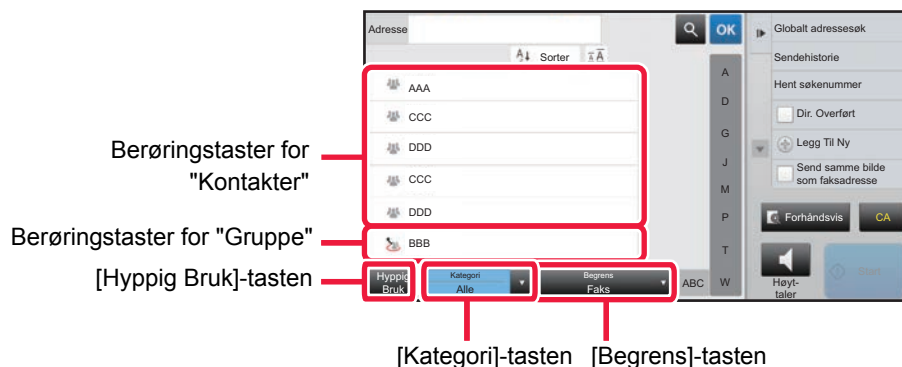 Adresse
OK
Sorter
AAA
CCC
DDD
CCC
DDD
BBB
A
D
G
J
M
P
T
W
ABC
Hyppig
Bruk
Kategori
Alle
Begrens
Faks
Globalt adressesøk
Sendehistorie
Hent søkenummer
Dir. Overført
Legg Til Ny
Send samme bilde
som faksadresse
Forhåndsvis
CA
Høyt-
taler
Start
Berøringstaster for
"Kontakter"
Berøringstaster for "Gruppe"
[Hyppig Bruk]-tasten
[Kategori]-tasten
[Begrens]-tasten